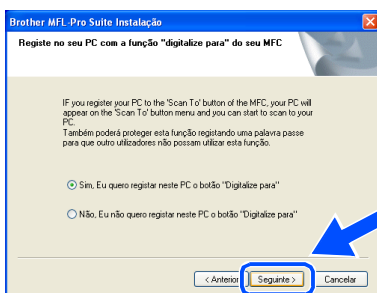 Brother MFL-Pro Suite Instalação
Registe no seu PC com a função "digitalize para" do seu MFC
IF you register your PC to the 'Scan To' button of the MFC, your PC will
appear on the 'Scan To' button menu and you can start to scan to your
PC.
Também poderá proteger esta função registando uma palavra passe
para que outro utilizadores não possam utilizar esta função.
Sim, Eu quero registar neste PC o botão "Digitalize para"
Não, Eu não quero registar neste PC o botão "Digitalize para"
< Anterior Seguinte > Cancelar